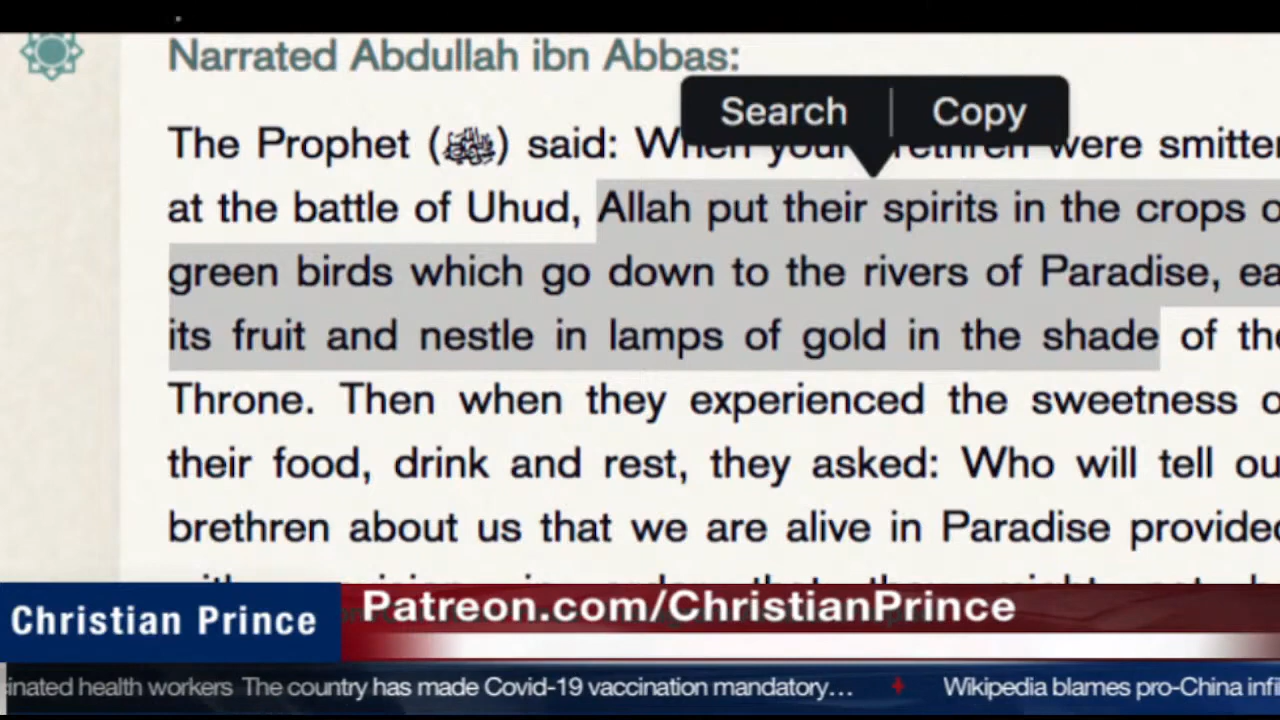 Narrated Abdullah ibn Abbas:
Search Copy
The Prophet (ﷺ) said: When your brethren were smitten
at the battle of Uhud, Allah put their spirits in the crops o
green birds which go down to the rivers of Paradise, ea
its fruit and nestle in lamps of gold in the shade of the
Throne. Then when they experienced the sweetness o
their food, drink and rest, they asked: Who will tell ou
brethren about us that we are alive in Paradise provided
Christian Prince
Patreon.com/ChristianPrince
cinated health workers The country has made Covid-19 vaccination mandatory... Wikipedia blames pro-China infi